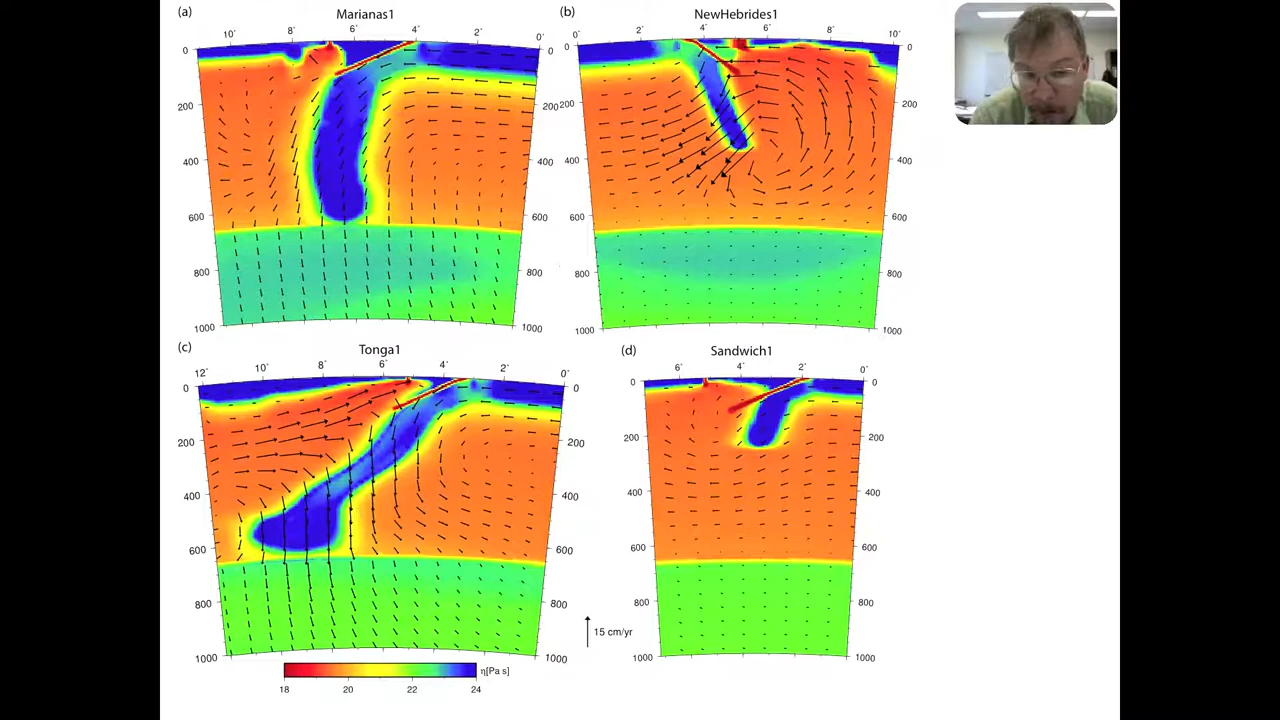 (a) Marianas1
10˚ 8˚ 6˚ 4˚ 2˚ 0˚
0 0
200 200
400 400
600 600
800 800
1000 1000
(b) NewHebrides1
0˚ 2˚ 4˚ 6˚ 8˚ 10˚
0 0
200 200
400 400
600 600
800 800
1000 1000
(c) Tonga1
12˚ 10˚ 8˚ 6˚ 4˚ 2˚ 0˚
0 0
200 200
400 400
600 600
800 800
1000 1000
(d) Sandwich1
6˚ 4˚ 2˚ 0˚
0 0
200 200
400 400
600 600
800 800
1000 1000
15 cm/yr
η[Pa s]
18 20 22 24